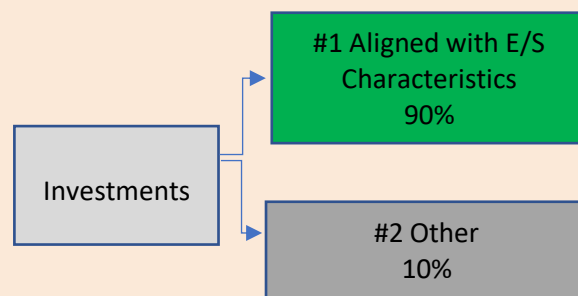 #1 Aligned with E/S
Characteristics
90%
Investments
#2 Other
10%